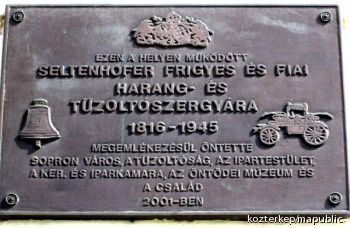 EZEN A HELYEN MŰKÖDÖTT
SELTENHOFER FRIGYES ÉS FIAI
HARANG- ÉS
TŰZOLTÓSZERGYÁRA
1816-1945
MEGEMLÉKEZÉSÜL ÖNTETTE
SOPRON VÁROS, A TŰZOLTÓSÁG, AZ IPARTESTÜLET,
A KER. ÉS IPARKAMARA, AZ ÖNTÖDEI MÚZEUM ÉS
A CSALÁD
2001-BEN
kozterkep/mapublic